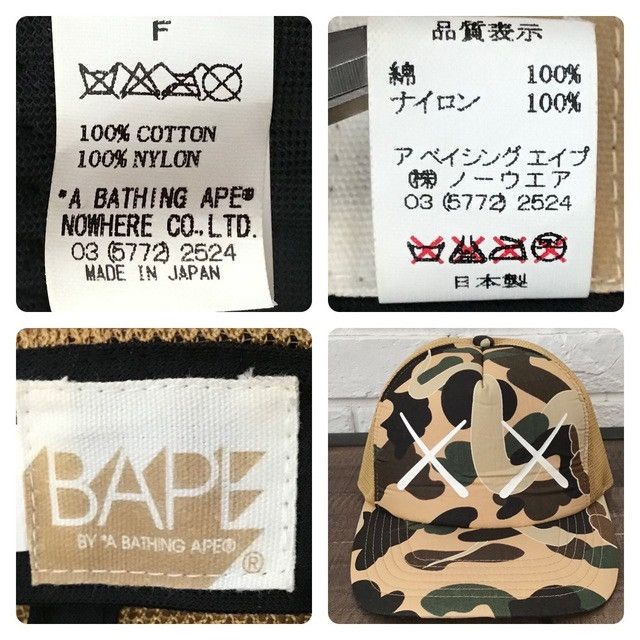 F
100% COTTON
100% NYLON
*A BATHING APE®
NOWHERE CO.,LTD.
03 (5772) 2524
MADE IN JAPAN
品質表示
綿 100%
ナイロン 100%
ア ベイシング エイプ
㈱ ノーウエア
03 (5772) 2524
日本製
BAPE
BY *A BATHING APE®
®
XX